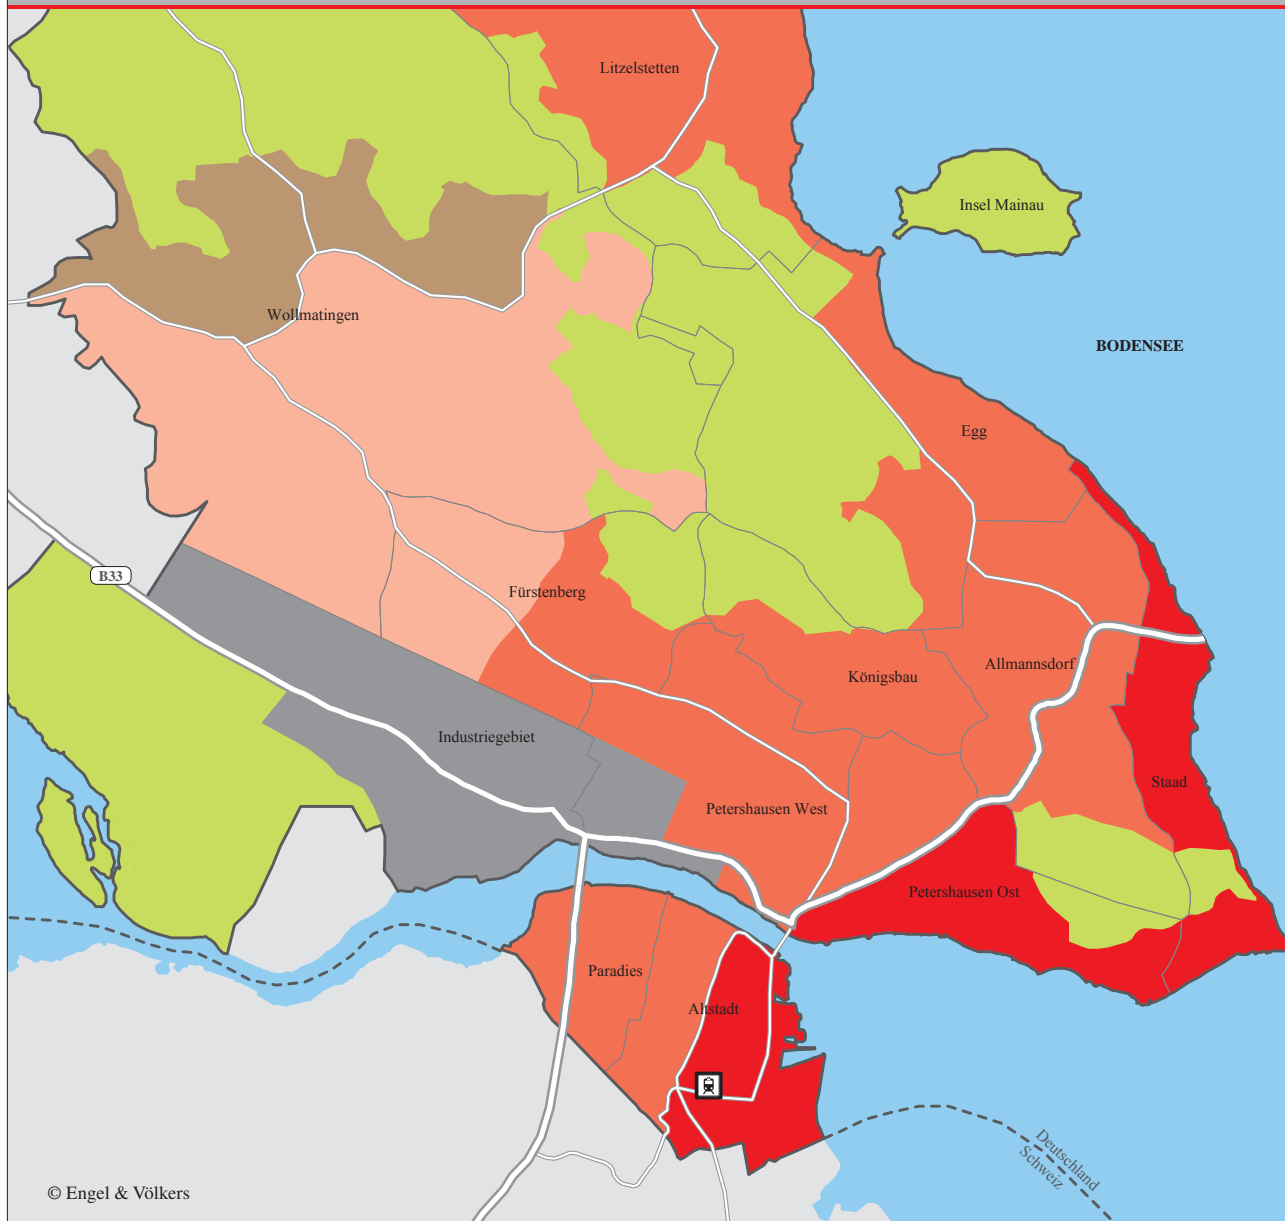 Litzelstetten
Insel Mainau
Wollmatingen
BODENSEE
Egg
B33
Fürstenberg
Allmannsdorf
Königsbau
Industriegebiet
Staad
Petershausen West
Petershausen Ost
Paradies
Altstadt
Deutschland
Schweiz
© Engel & Völkers